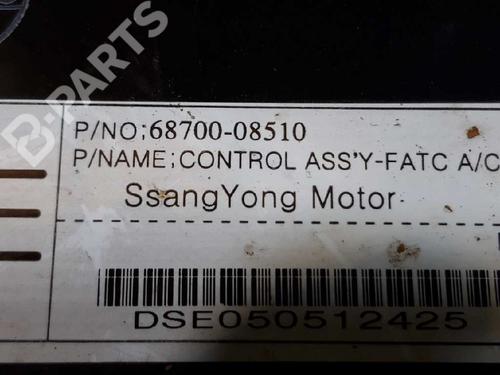 B-PARTS
P/NO;68700-08510
P/NAME;CONTROL ASS'Y-FATC A/C
SsangYong Motor
DSE050512425